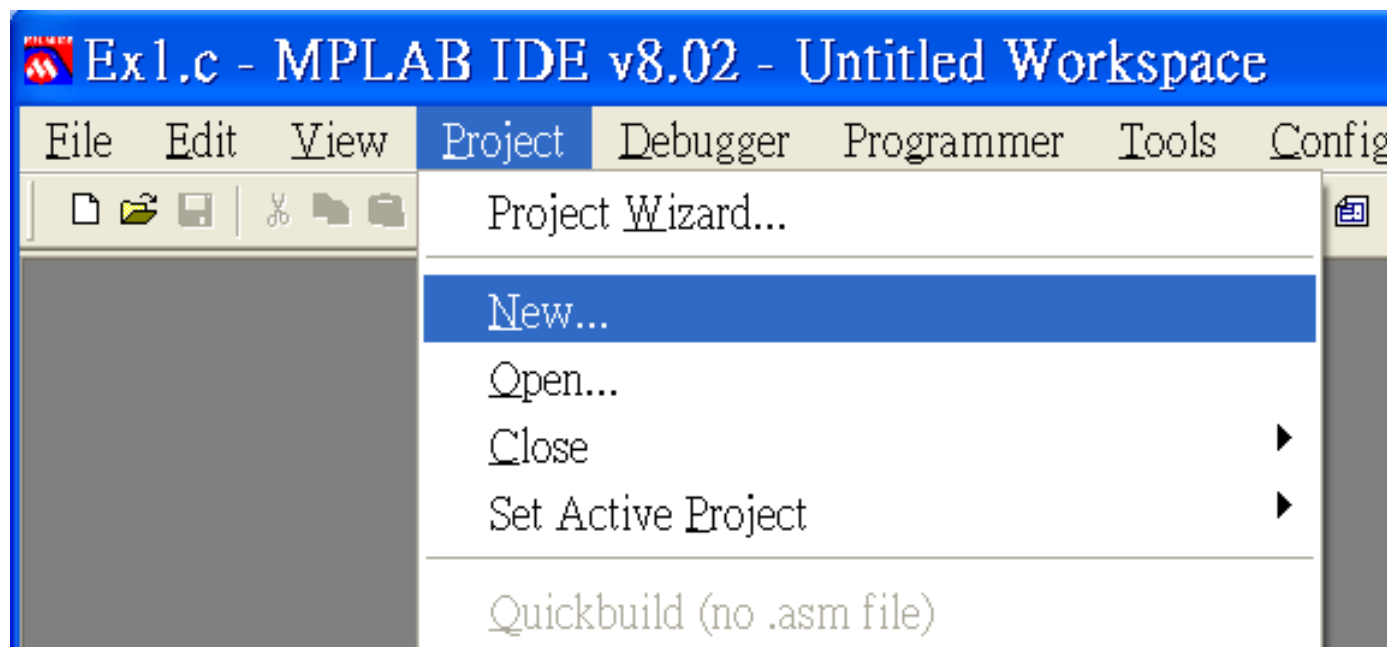 Ex1.c - MPLAB IDE v8.02 - Untitled Workspace
File Edit View Project Debugger Programmer Tools Config
Project Wizard...
New...
Open...
Close
Set Active Project
Quickbuild (no .asm file)